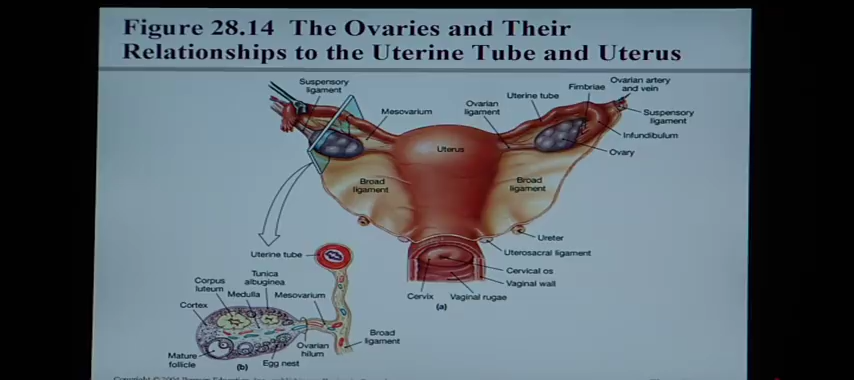 Figure 28.14 The Ovaries and Their
Relationships to the Uterine Tube and Uterus
Suspensory
ligament
Mesovarium
Ovarian
ligament
Uterine tube
Fimbriae
Ovarian artery
and vein
Suspensory
ligament
Infundibulum
Ovary
Uterus
Broad
ligament
Broad
ligament
Ureter
Uterosacral ligament
Cervical os
Vaginal wall
Cervix
Vaginal rugae
(a)
Uterine tube
Tunica
albuginea
Corpus
luteum
Medulla
Mesovarium
Cortex
Mature
follicle
(b)
Egg nest
Ovarian
hilum
Broad
ligament